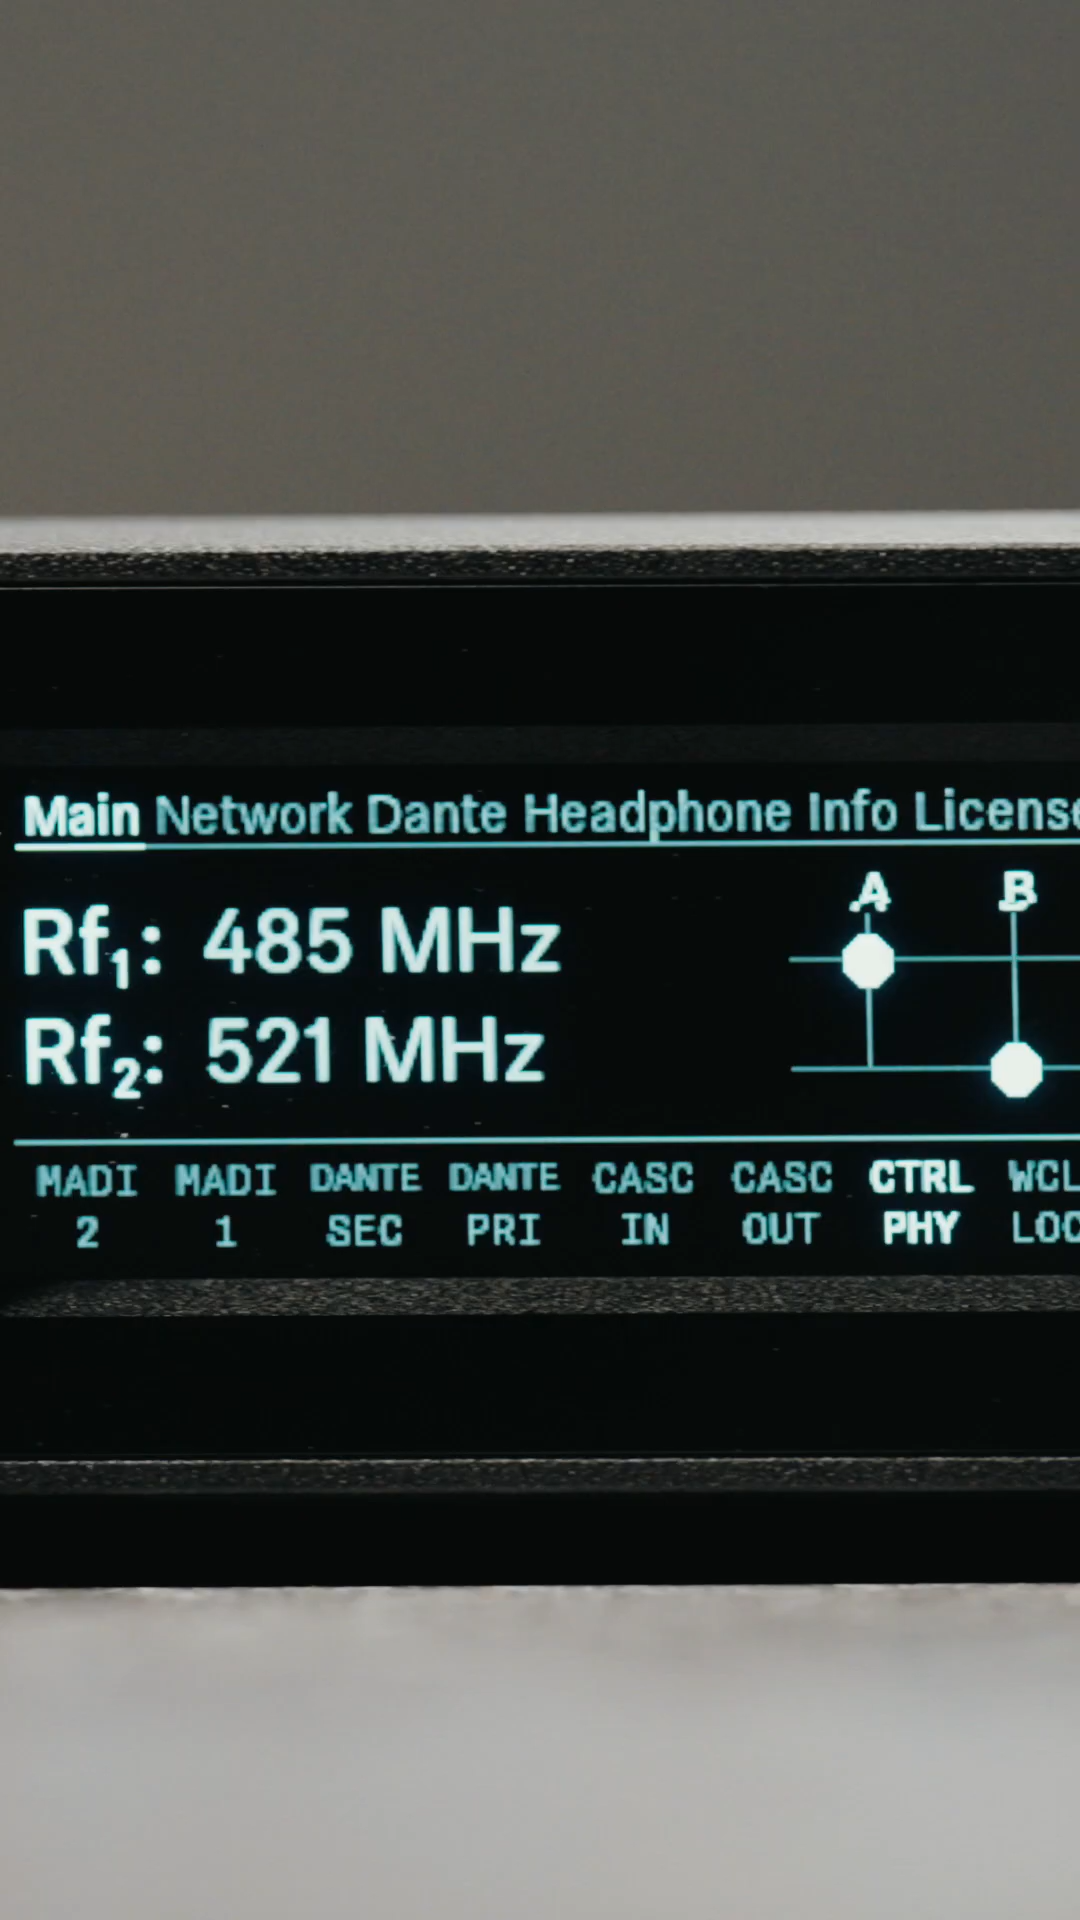 Main Network Dante Headphone Info License
A B
Rf1: 485 MHz
Rf2: 521 MHz
MADI MADI DANTE DANTE CASC CASC CTRL WCL
2 1 SEC PRI IN OUT PHY LOC